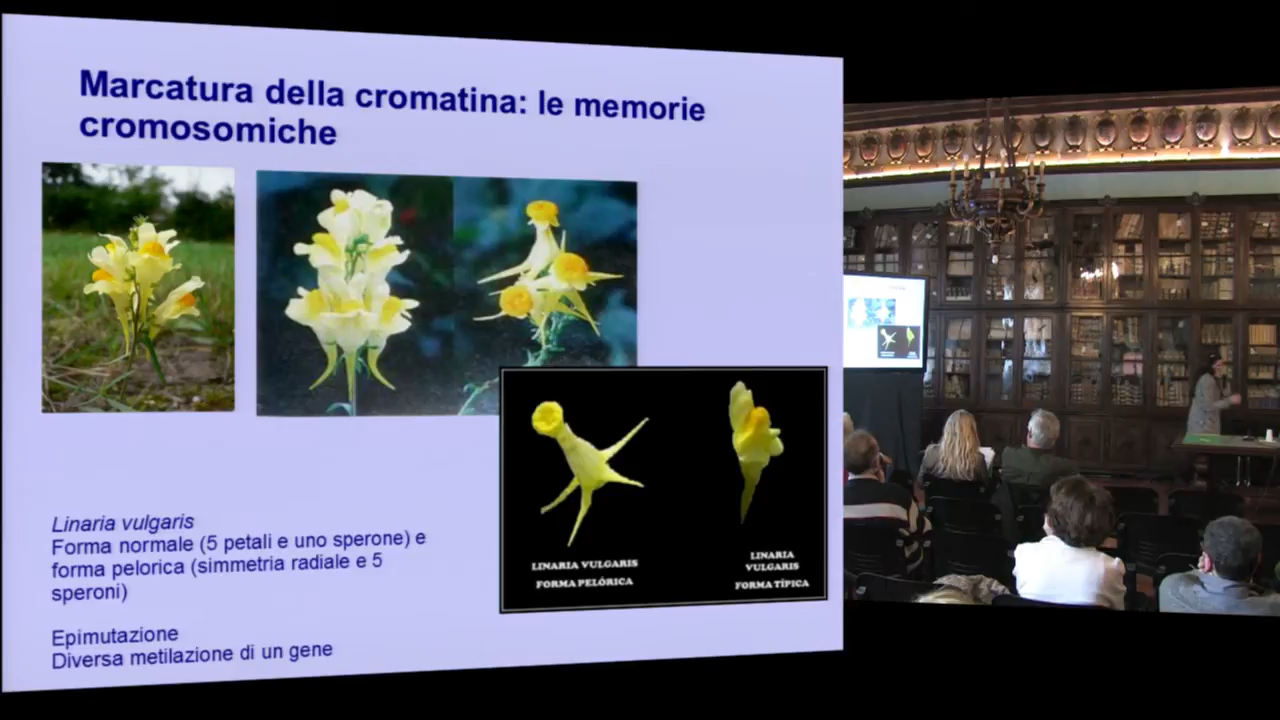 Marcatura della cromatina: le memorie
cromosomiche
Linaria vulgaris
Forma normale (5 petali e uno sperone) e
forma pelorica (simmetria radiale e 5
speroni)
Epimutazione
Diversa metilazione di un gene
LINARIA VULGARIS
FORMA PELÓRICA
LINARIA
VULGARIS
FORMA TÍPICA